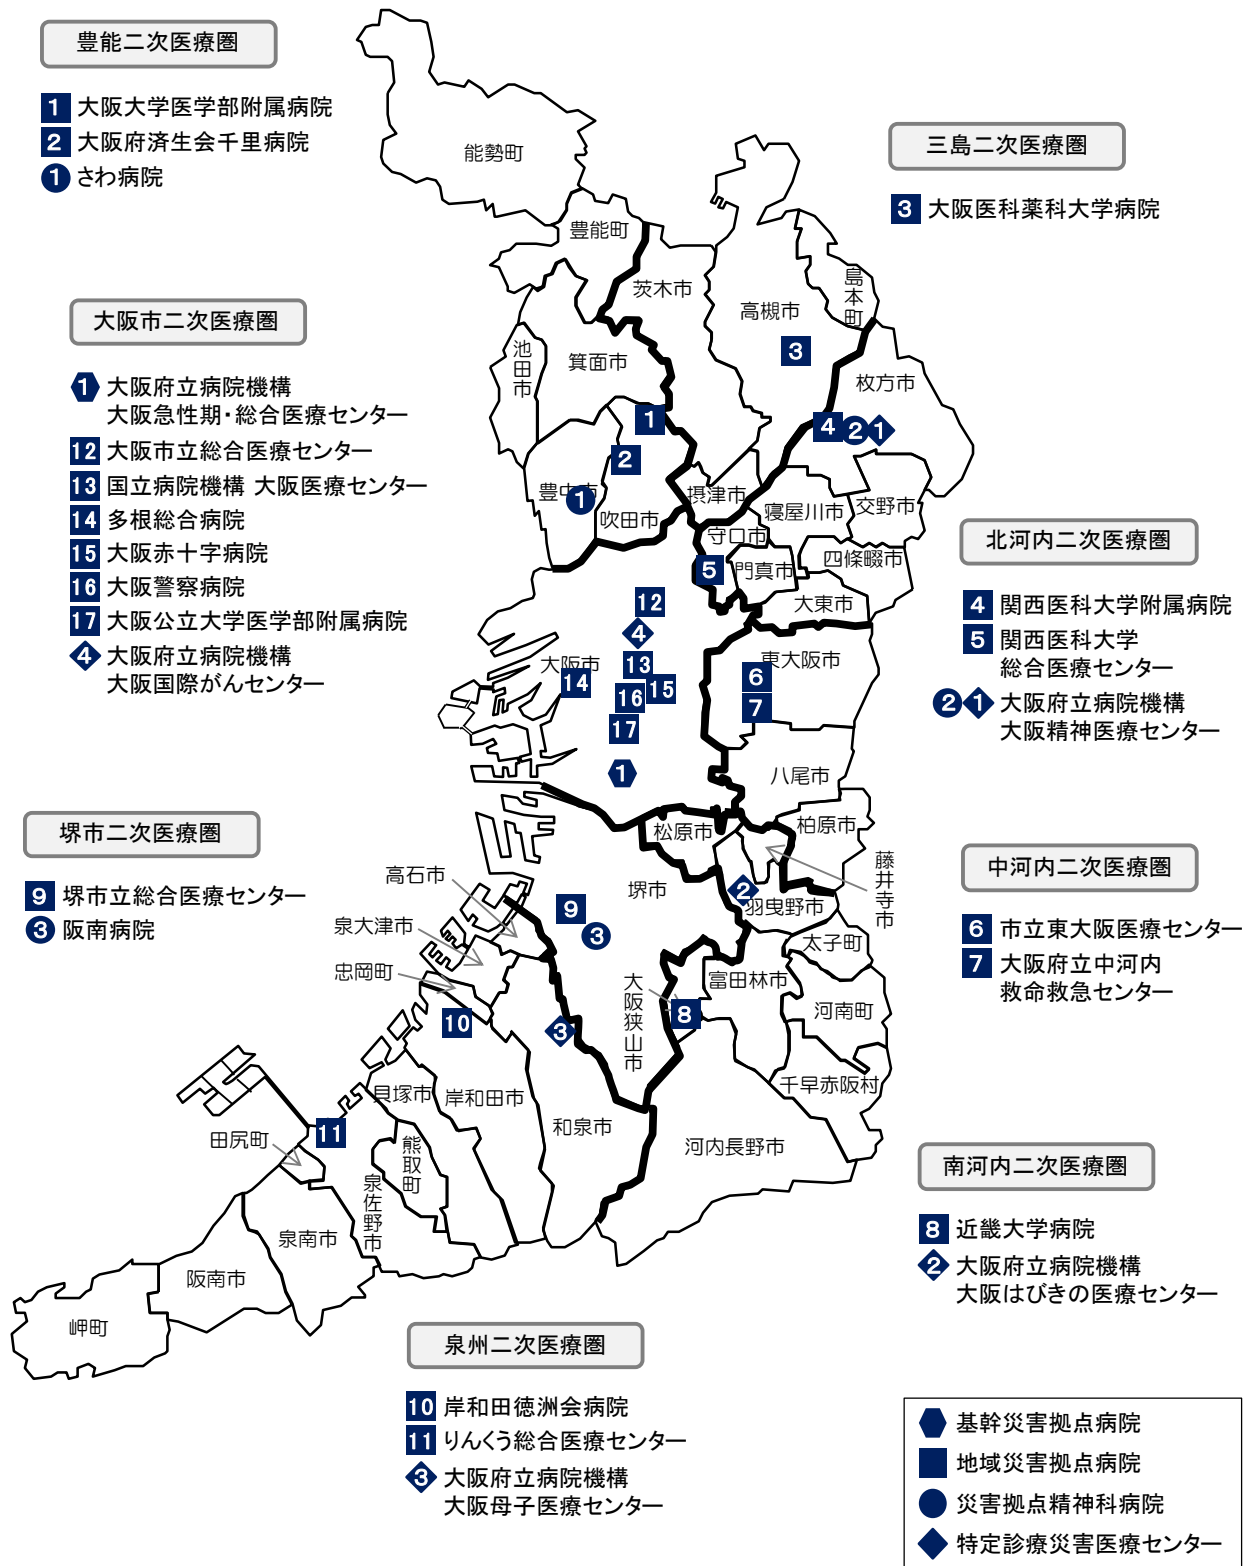 豊能二次医療圏
1 大阪大学医学部附属病院
2 大阪府済生会千里病院
1 さわ病院
三島二次医療圏
3 大阪医科薬科大学病院
大阪市二次医療圏
1 大阪府立病院機構
大阪急性期・総合医療センター
12 大阪市立総合医療センター
13 国立病院機構 大阪医療センター
14 多根総合病院
15 大阪赤十字病院
16 大阪警察病院
17 大阪公立大学医学部附属病院
4 大阪府立病院機構
大阪国際がんセンター
北河内二次医療圏
4 関西医科大学附属病院
5 関西医科大学
総合医療センター
2 1 大阪府立病院機構
大阪精神医療センター
堺市二次医療圏
9 堺市立総合医療センター
3 阪南病院
中河内二次医療圏
6 市立東大阪医療センター
7 大阪府立中河内
救命救急センター
南河内二次医療圏
8 近畿大学病院
2 大阪府立病院機構
大阪はびきの医療センター
泉州二次医療圏
10 岸和田徳洲会病院
11 りんくう総合医療センター
3 大阪府立病院機構
大阪母子医療センター
基幹災害拠点病院
地域災害拠点病院
災害拠点精神科病院
特定診療災害医療センター
能勢町
豊能町
茨木市
高槻市
島本町
3
池田市
箕面市
枚方市
1
4 2 1
2
豊中市
1
吹田市
摂津市
寝屋川市
交野市
守口市
5
門真市
四條畷市
大東市
12
4
大阪市
13
14
15
16
17
1
東大阪市
6
7
八尾市
松原市
柏原市
藤井寺市
高石市
堺市
2
羽曳野市
9
3
泉大津市
太子町
忠岡町
大阪狭山市
富田林市
河南町
10
3
8
千早赤阪村
貝塚市
岸和田市
和泉市
河内長野市
田尻町
11
熊取町
泉佐野市
泉南市
阪南市
岬町